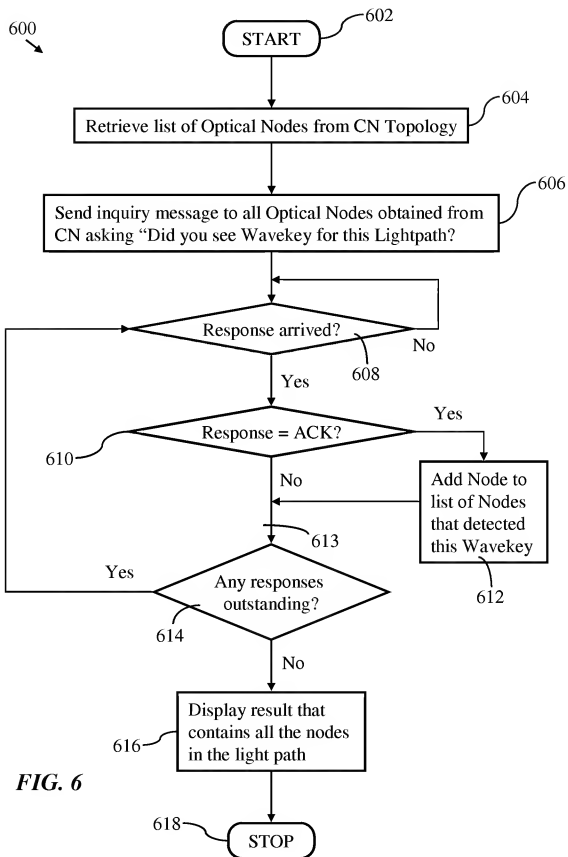 600
START
602
Retrieve list of Optical Nodes from CN Topology
604
Send inquiry message to all Optical Nodes obtained from
CN asking “Did you see Wavekey for this Lightpath?
606
Response arrived?
608
No
Yes
Response = ACK?
610
Yes
No
Add Node to
list of Nodes
that detected
this Wavekey
612
613
Yes
Any responses
outstanding?
614
No
Display result that
contains all the nodes
in the light path
616
FIG. 6
618
STOP